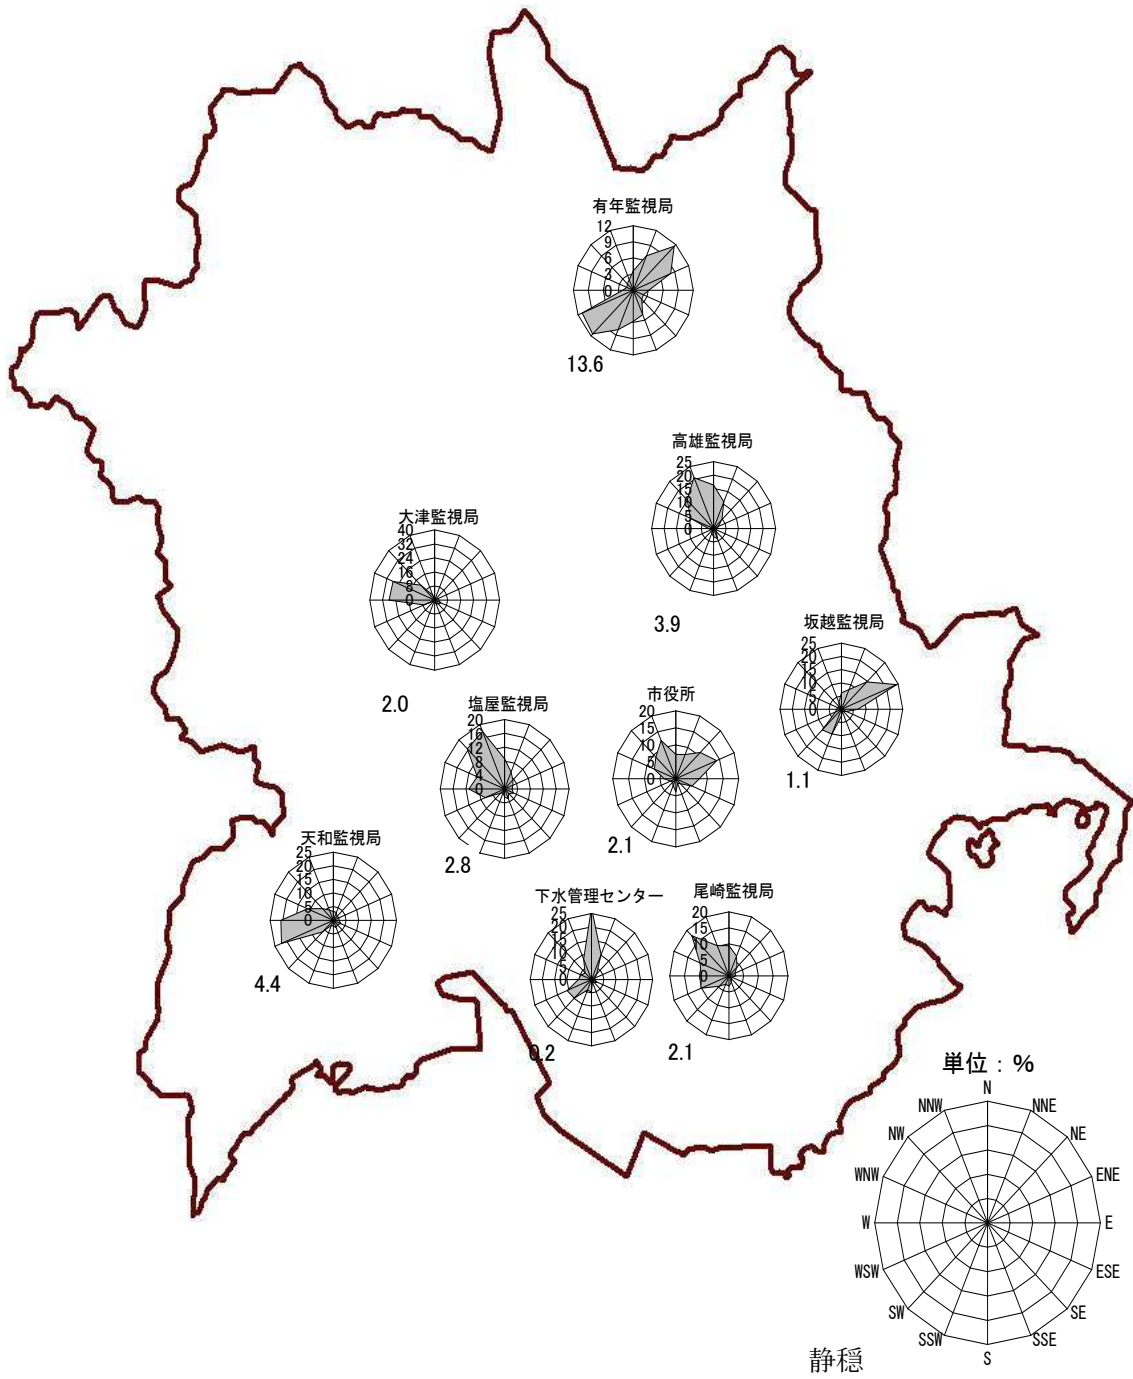 有年監視局
12
9
6
3
0
13.6
高雄監視局
25
20
15
10
5
0
3.9
大津監視局
40
32
24
16
8
0
2.0
坂越監視局
25
20
15
10
5
0
1.1
塩屋監視局
20
16
12
8
4
0
2.8
市役所
20
15
10
5
0
2.1
天和監視局
25
20
15
10
5
0
4.4
下水管理センター
25
20
15
10
5
0
0.2
尾崎監視局
20
15
10
5
0
2.1
単位：%
N
NNW
NNE
NW
NE
WNW
ENE
W
E
WSW
ESE
SW
SE
SSW
SSE
S
静穏